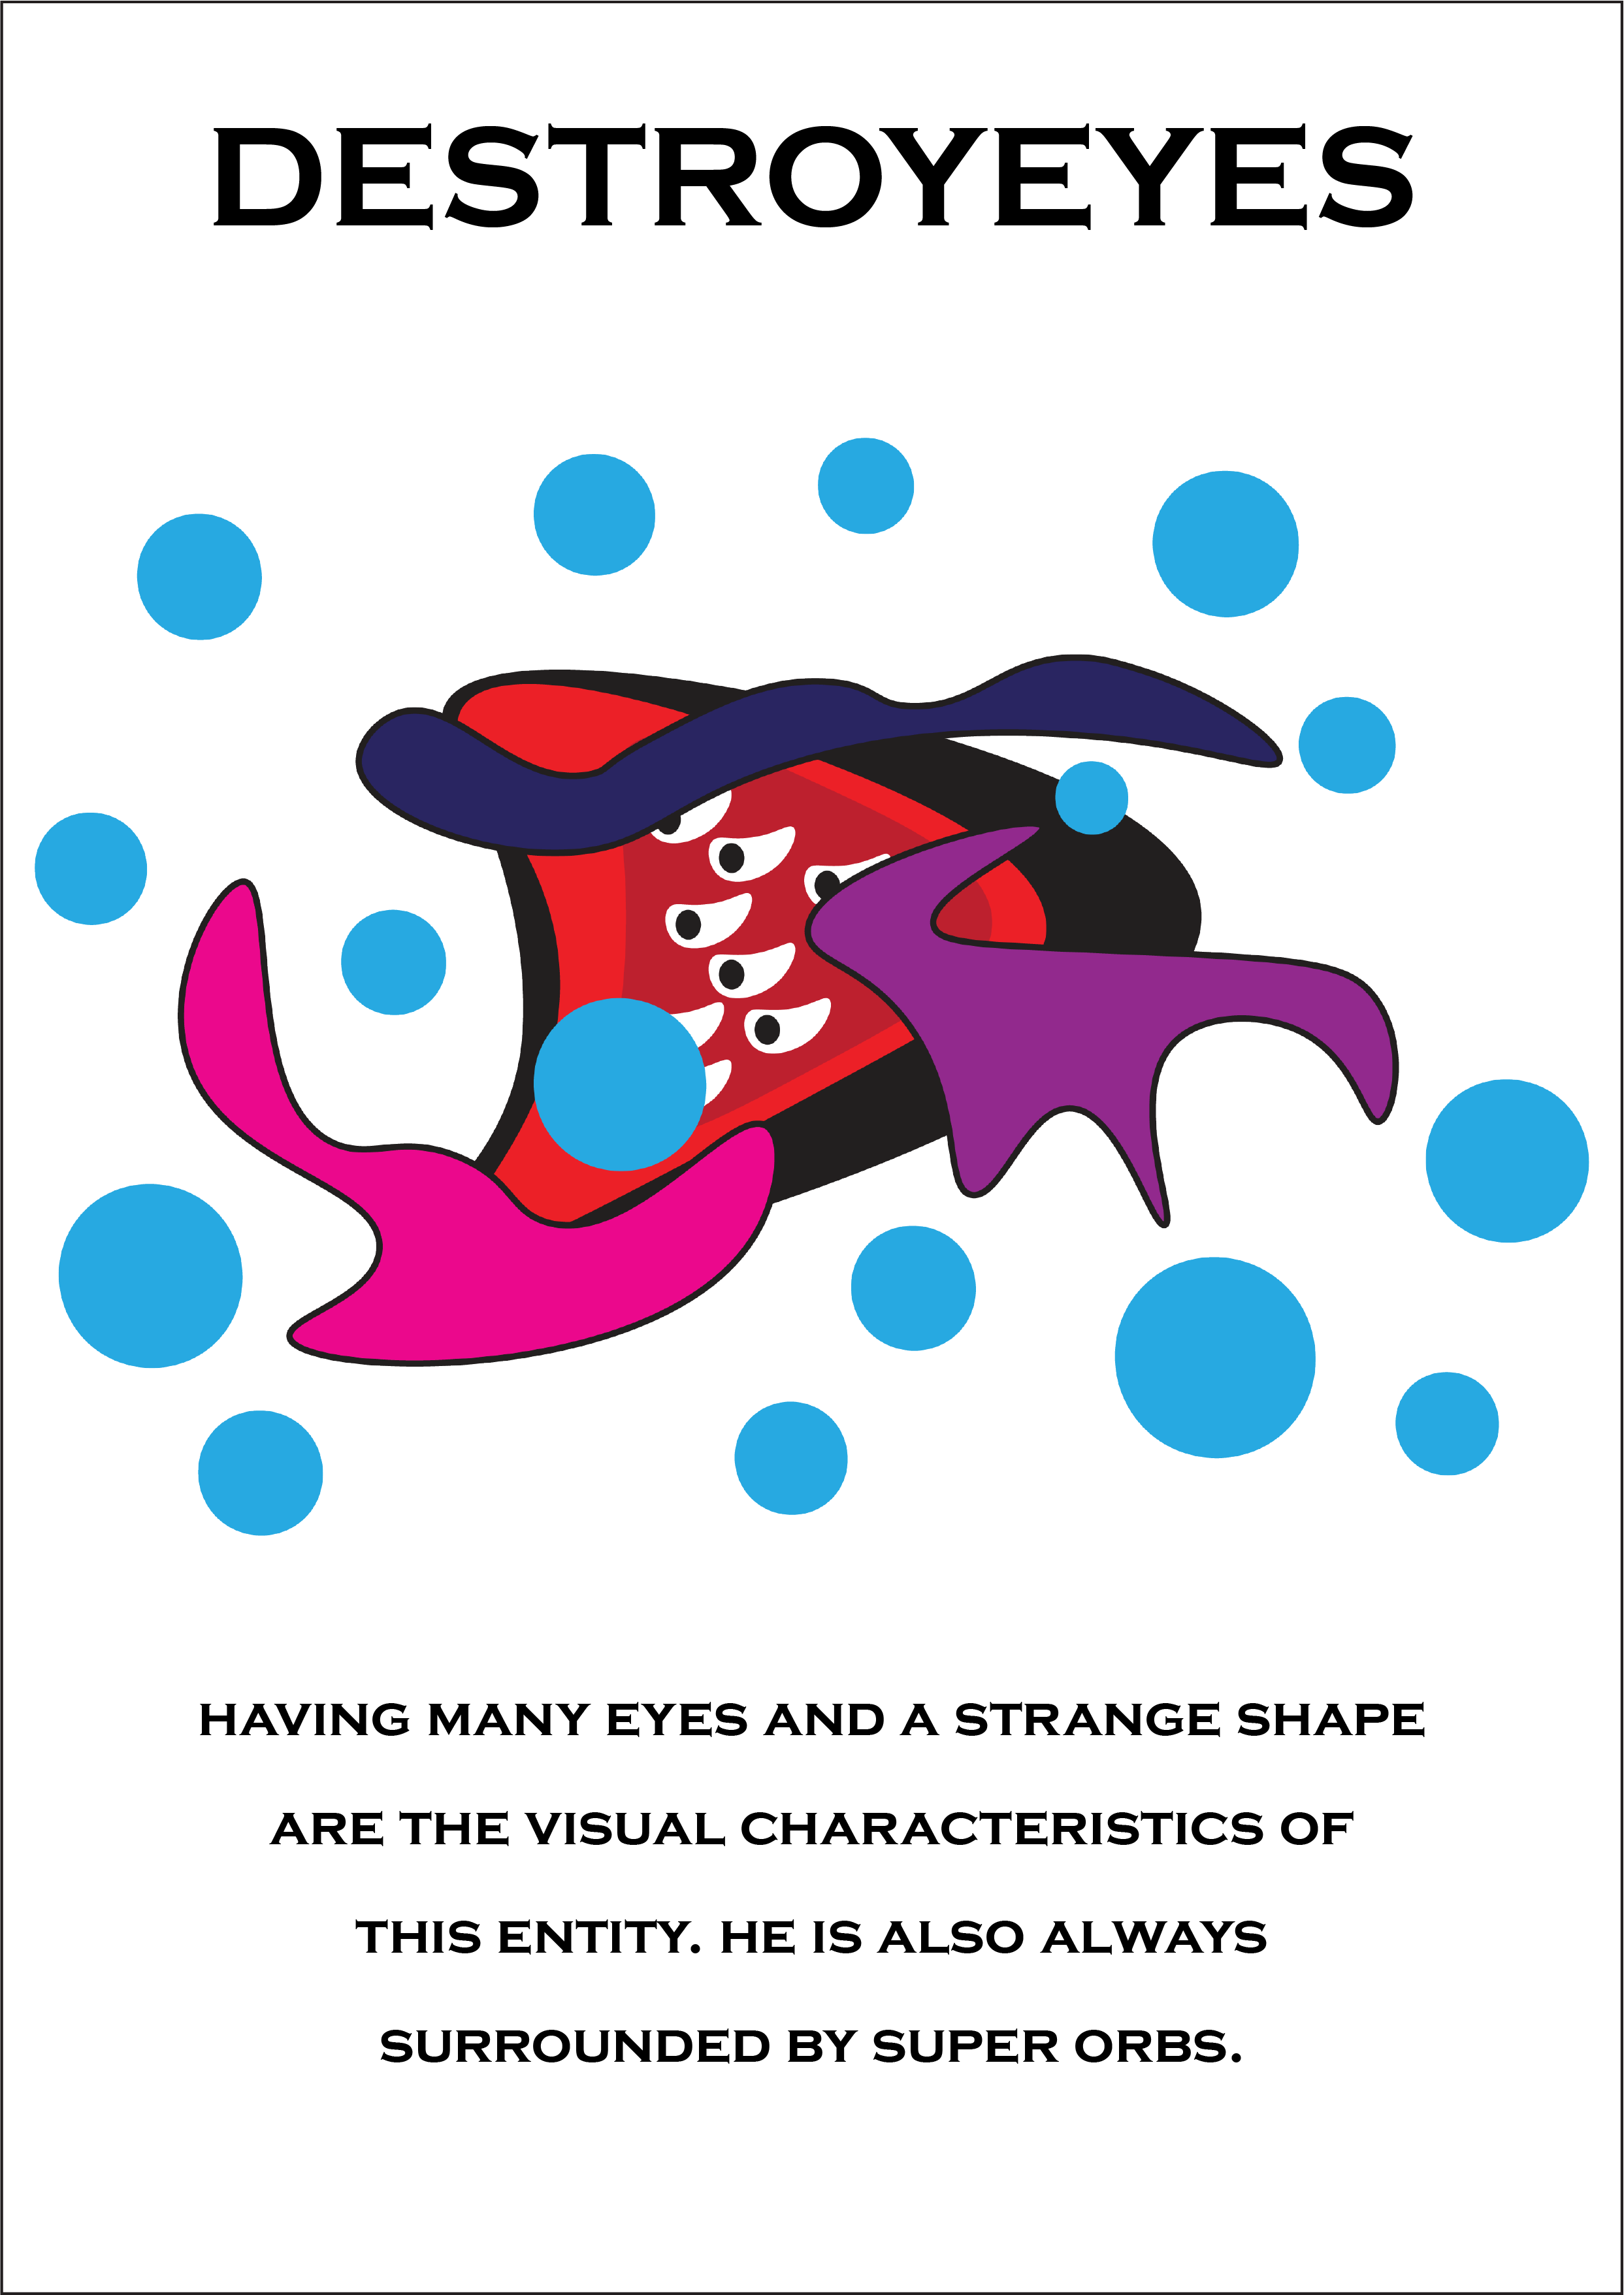 DESTROYEYES
HAVING MANY EYES AND A STRANGE SHAPE
ARE THE VISUAL CHARACTERISTICS OF
THIS ENTITY. HE IS ALSO ALWAYS
SURROUNDED BY SUPER ORBS.